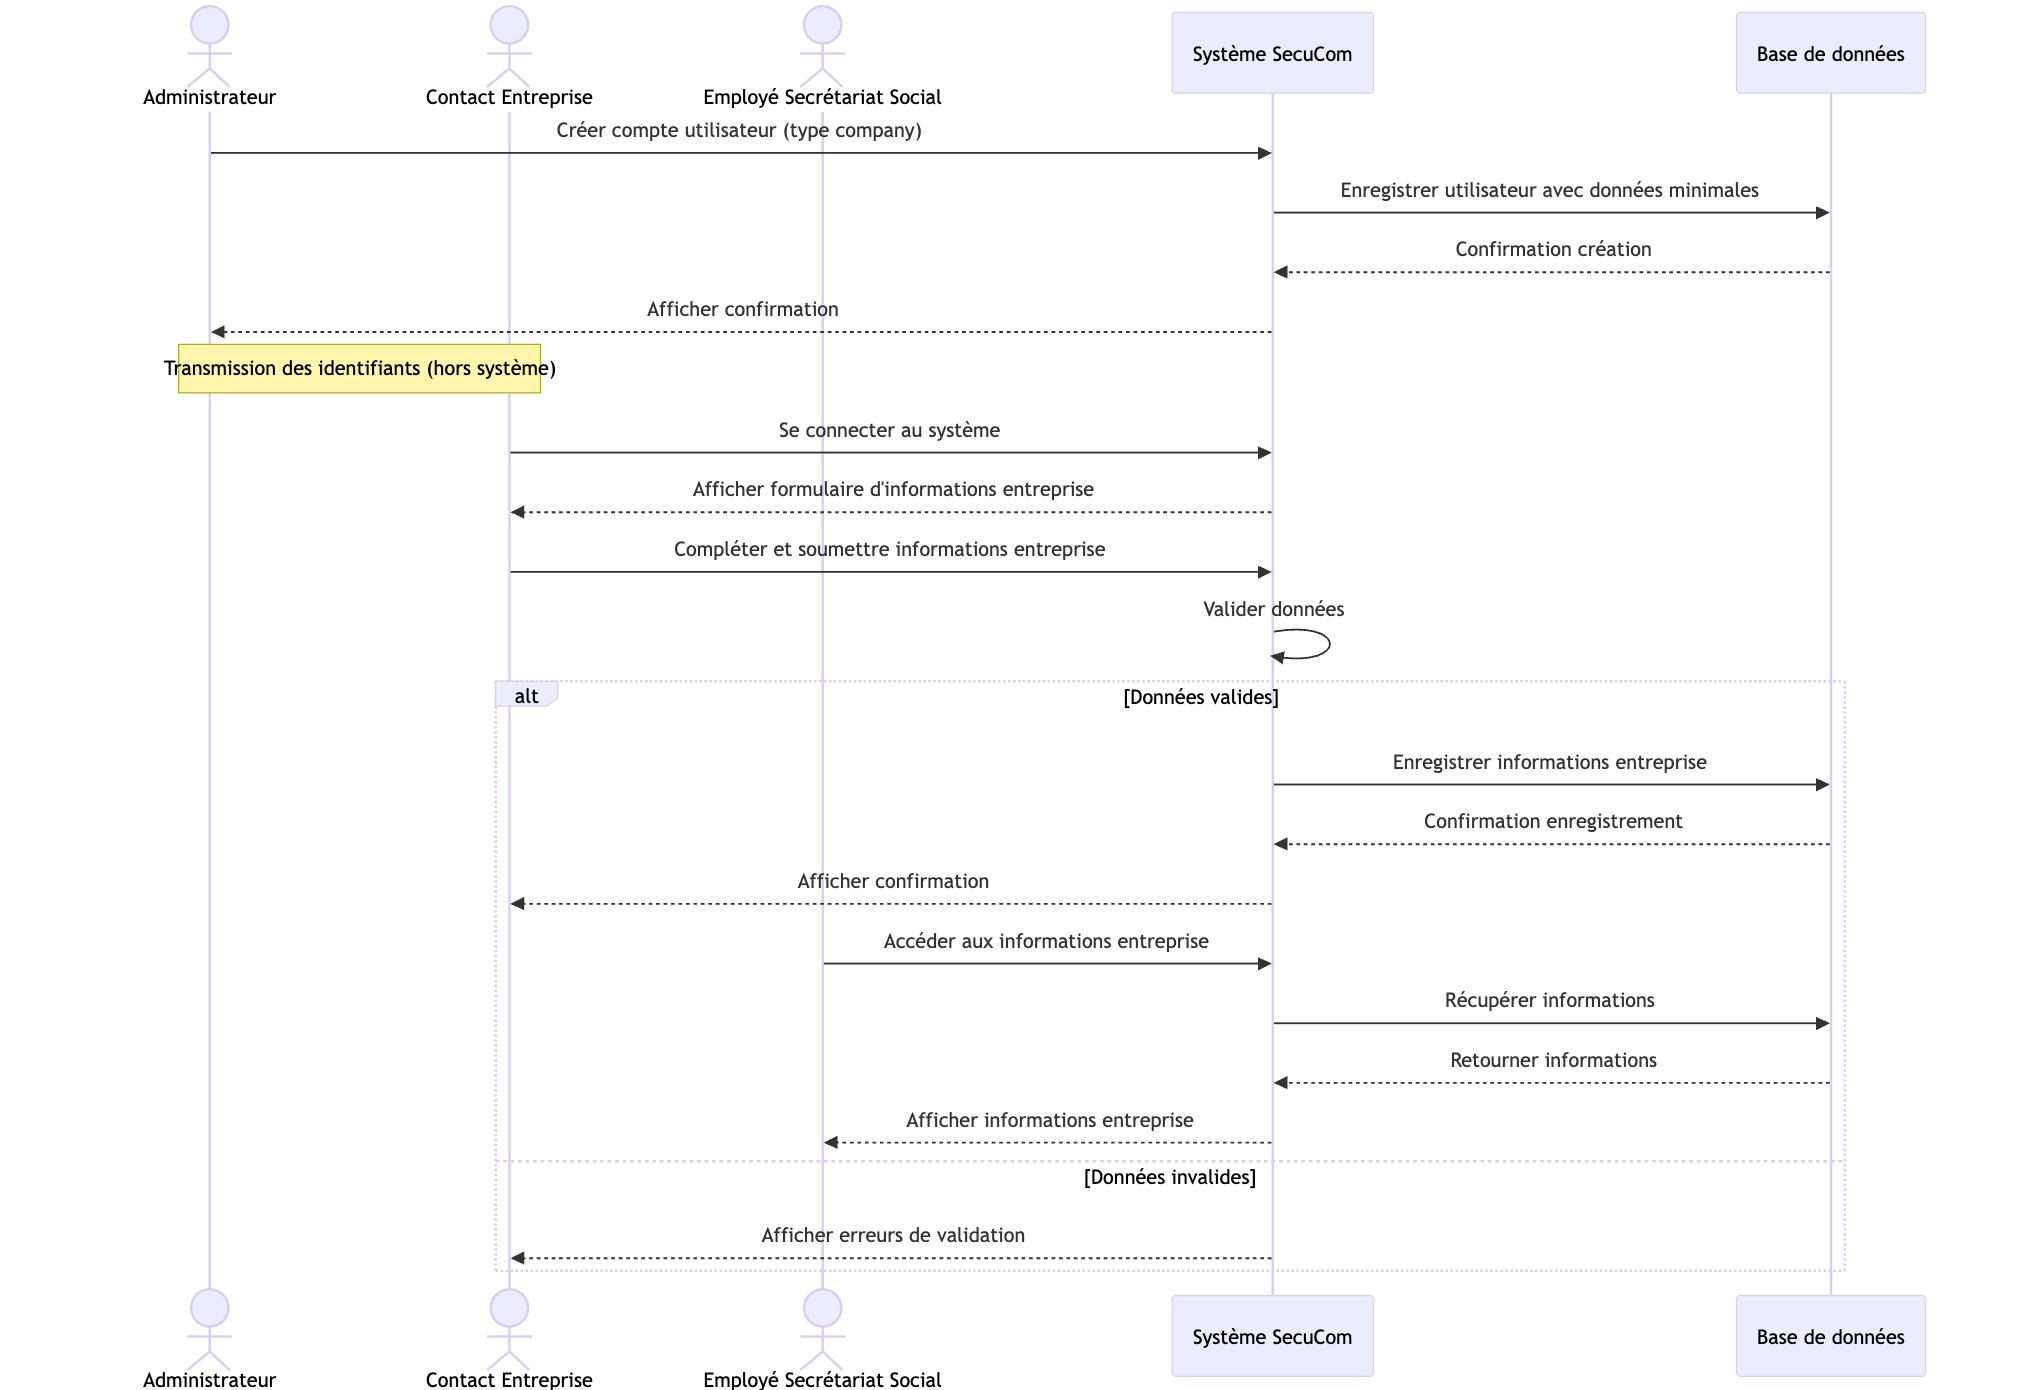 Administrateur
Contact Entreprise
Employé Secrétariat Social
Système SecuCom
Base de données
Créer compte utilisateur (type company)
Enregistrer utilisateur avec données minimales
Confirmation création
Afficher confirmation
Transmission des identifiants (hors système)
Se connecter au système
Afficher formulaire d'informations entreprise
Compléter et soumettre informations entreprise
Valider données
alt
[Données valides]
Enregistrer informations entreprise
Confirmation enregistrement
Afficher confirmation
Accéder aux informations entreprise
Récupérer informations
Retourner informations
Afficher informations entreprise
[Données invalides]
Afficher erreurs de validation
Administrateur
Contact Entreprise
Employé Secrétariat Social
Système SecuCom
Base de données